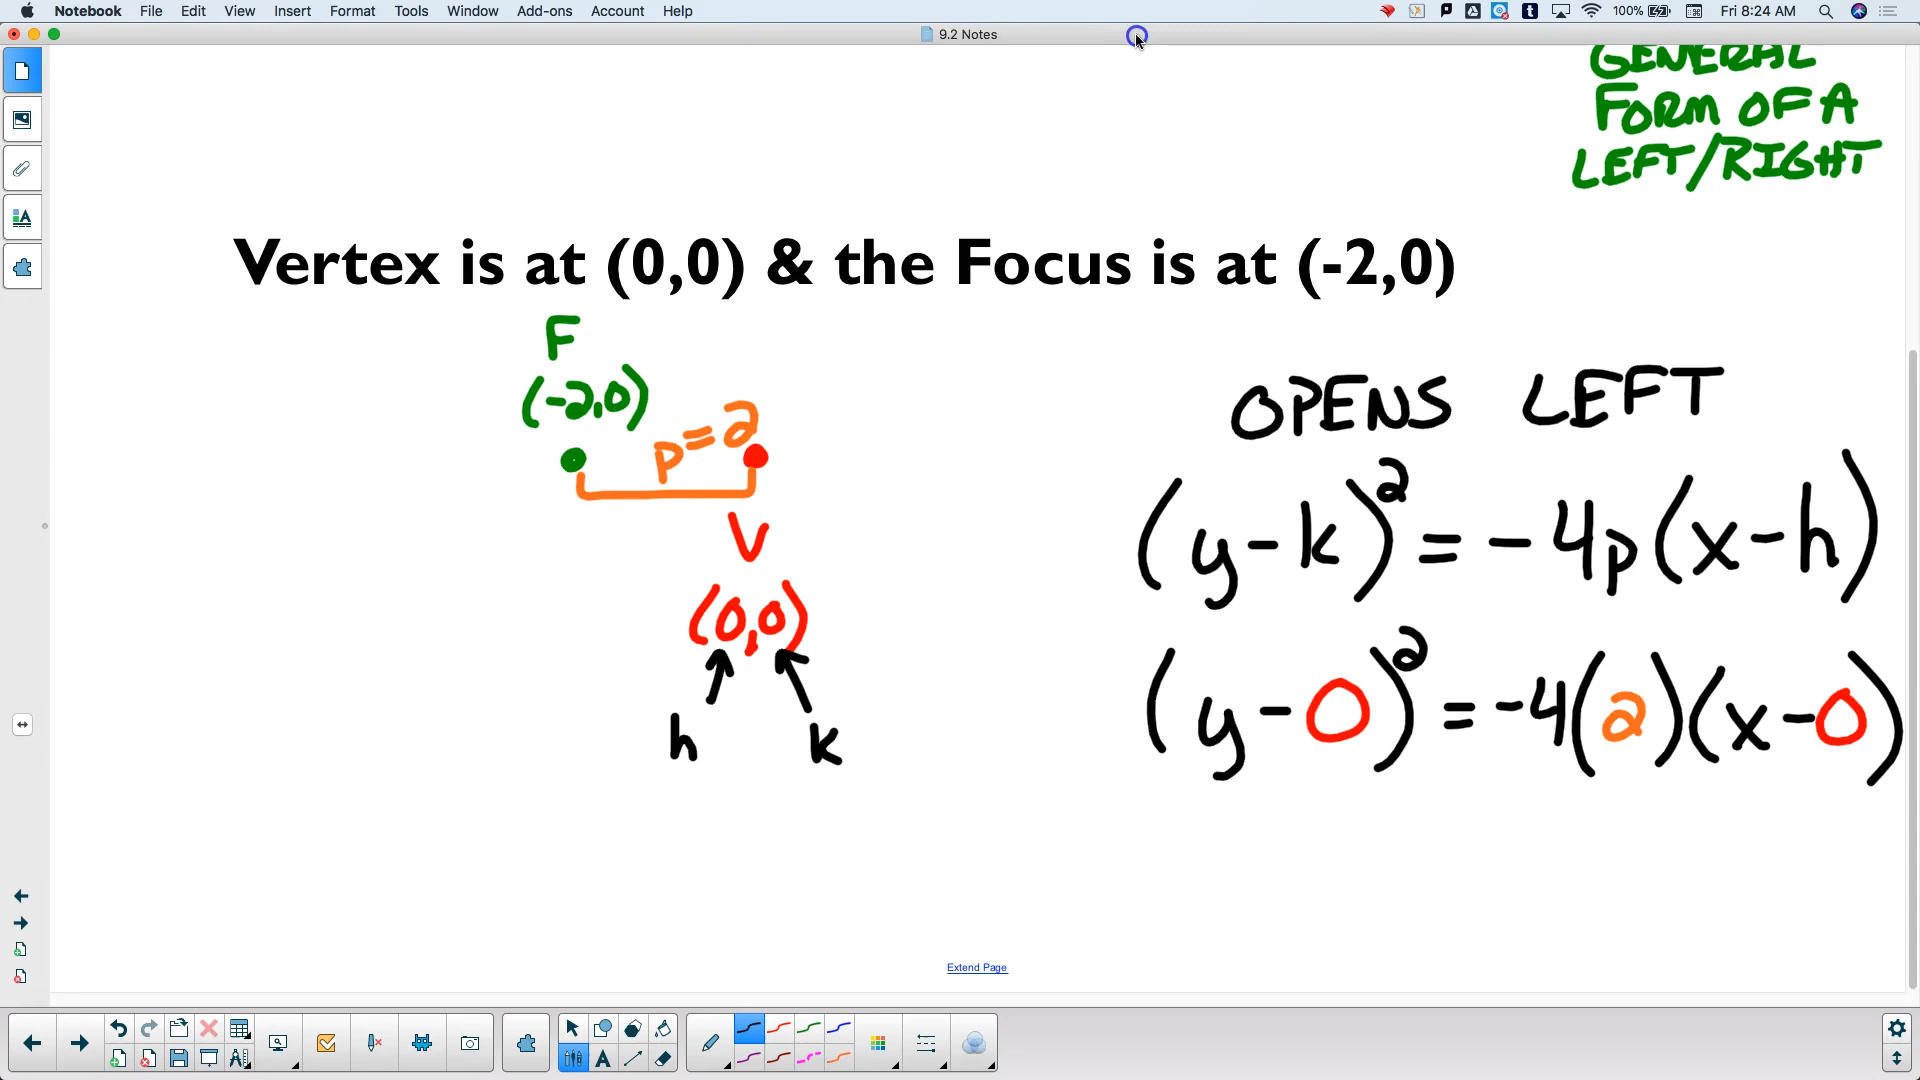 Notebook File Edit View Insert Format Tools Window Add-ons Account Help 100% Fri 8:24 AM
9.2 Notes
GENERAL
FORM OF A
LEFT/RIGHT
Vertex is at (0,0) & the Focus is at (-2,0)
F
(-2,0)
p=2
V
(0,0)
h k
OPENS LEFT
(y-k)²=-4p(x-h)
(y-0)²=-4(2)(x-0)
Extend Page